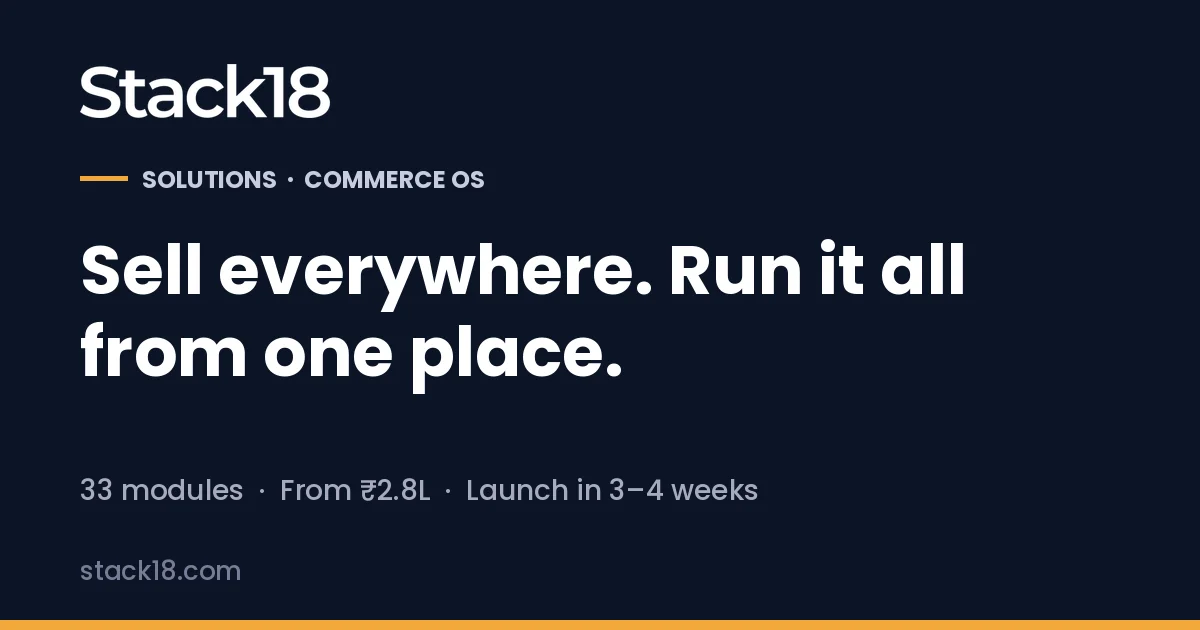 Stack18
SOLUTIONS · COMMERCE OS
Sell everywhere. Run it all
from one place.
33 modules · From ₹2.8L · Launch in 3–4 weeks
stack18.com